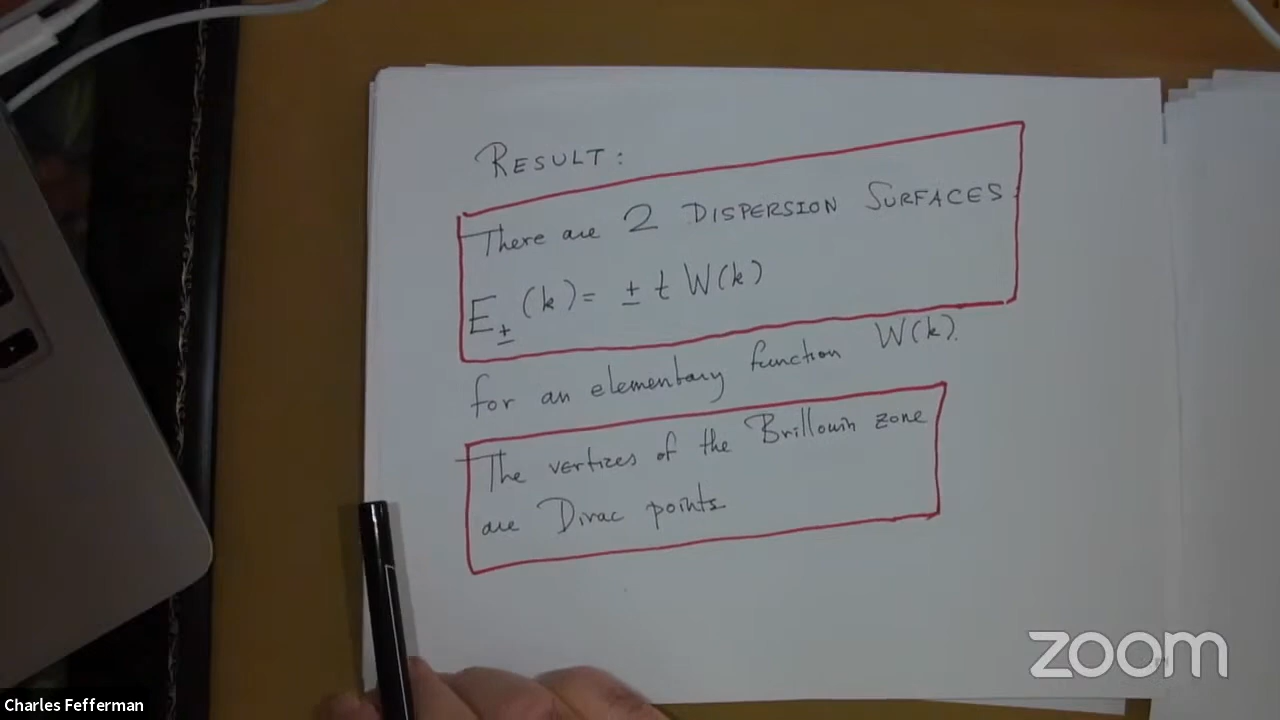 RESULT:
There are 2 DISPERSION SURFACES
E±(k) = ± t W(k)
for an elementary function W(k).
The vertices of the Brillouin zone
are Dirac points
zoom
Charles Fefferman